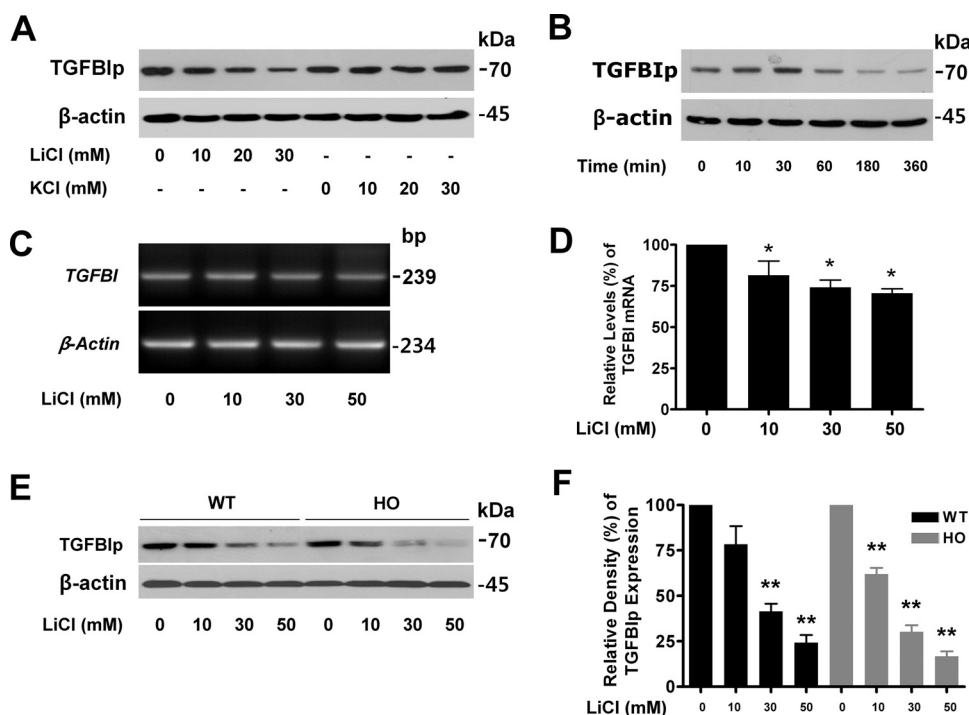 A
kDa
TGFBIp
-70
β-actin
-45
LiCl (mM) 0 10 20 30 - - - -
KCl (mM) - - - - 0 10 20 30
B
kDa
TGFBIp
-70
β-actin
-45
Time (min) 0 10 30 60 180 360
C
bp
TGFBI
-239
β-Actin
-234
LiCl (mM) 0 10 30 50
D
Relative Levels (%) of
TGFBI mRNA
100
75
50
25
0
* * *
LiCl (mM) 0 10 30 50
E
WT HO
kDa
TGFBIp
-70
β-actin
-45
LiCl (mM) 0 10 30 50 0 10 30 50
F
Relative Density (%) of
TGFBIp Expression
100
75
50
25
0
** ** ** ** **
WT
HO
LiCl (mM) 0 10 30 50 0 10 30 50